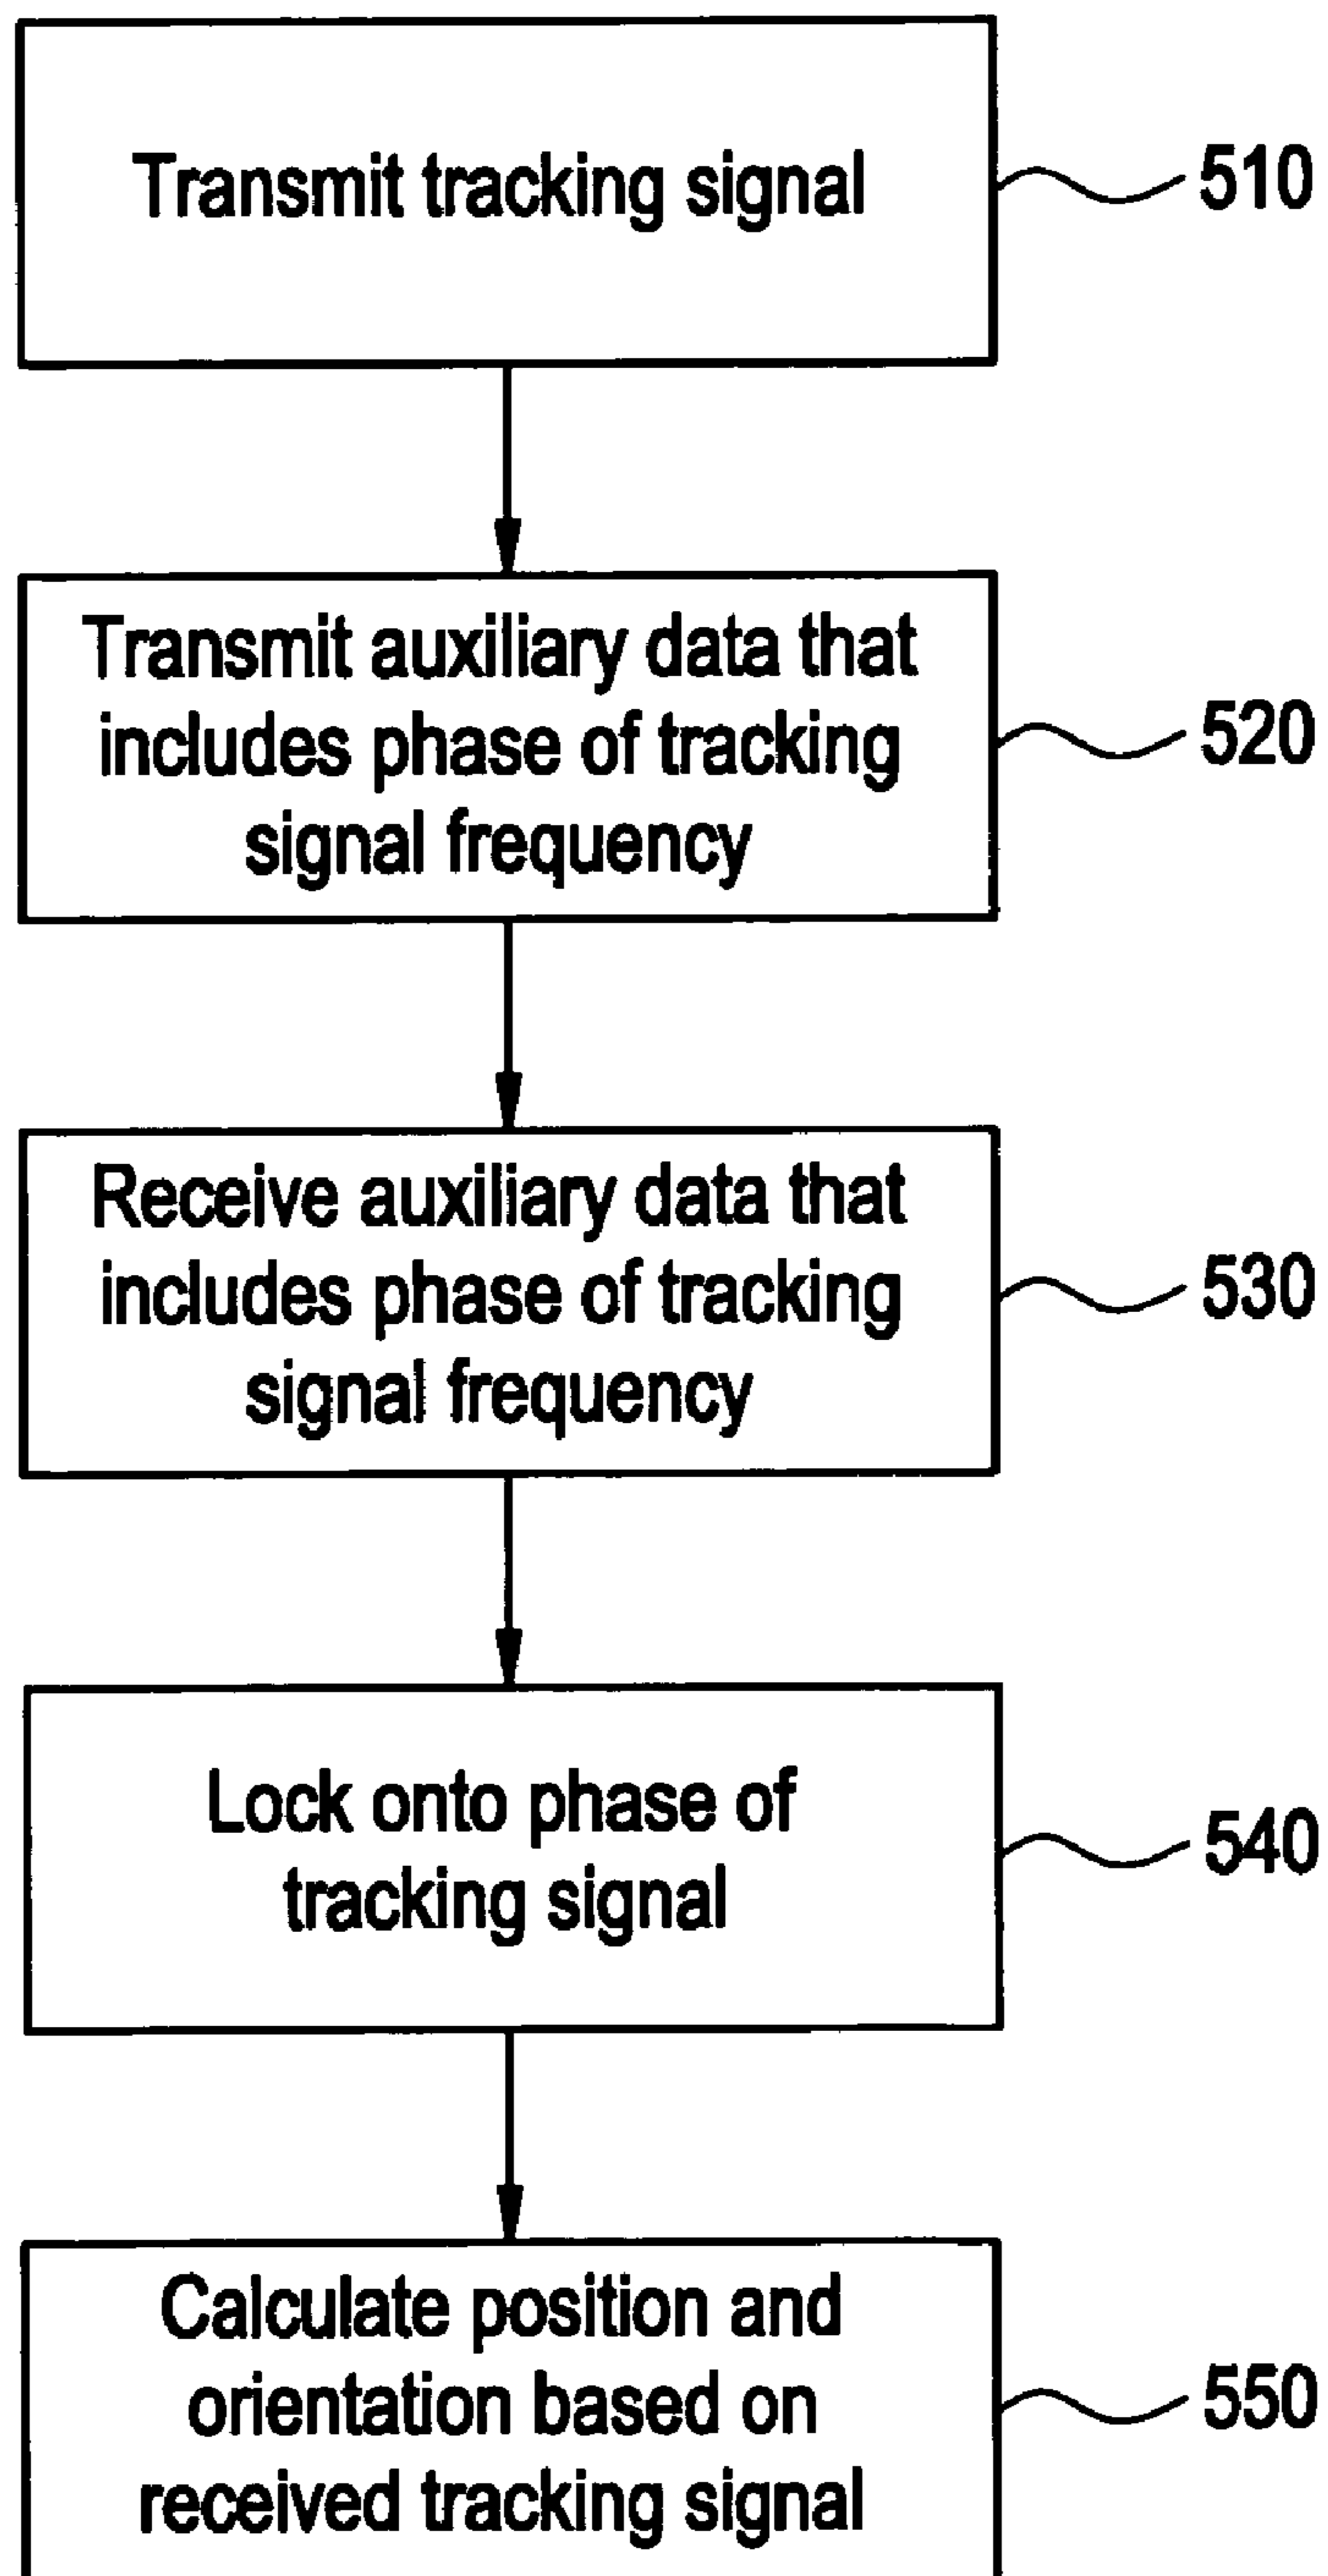 Transmit tracking signal
510
Transmit auxiliary data that
includes phase of tracking
signal frequency
520
Receive auxiliary data that
includes phase of tracking
signal frequency
530
Lock onto phase of
tracking signal
540
Calculate position and
orientation based on
received tracking signal
550